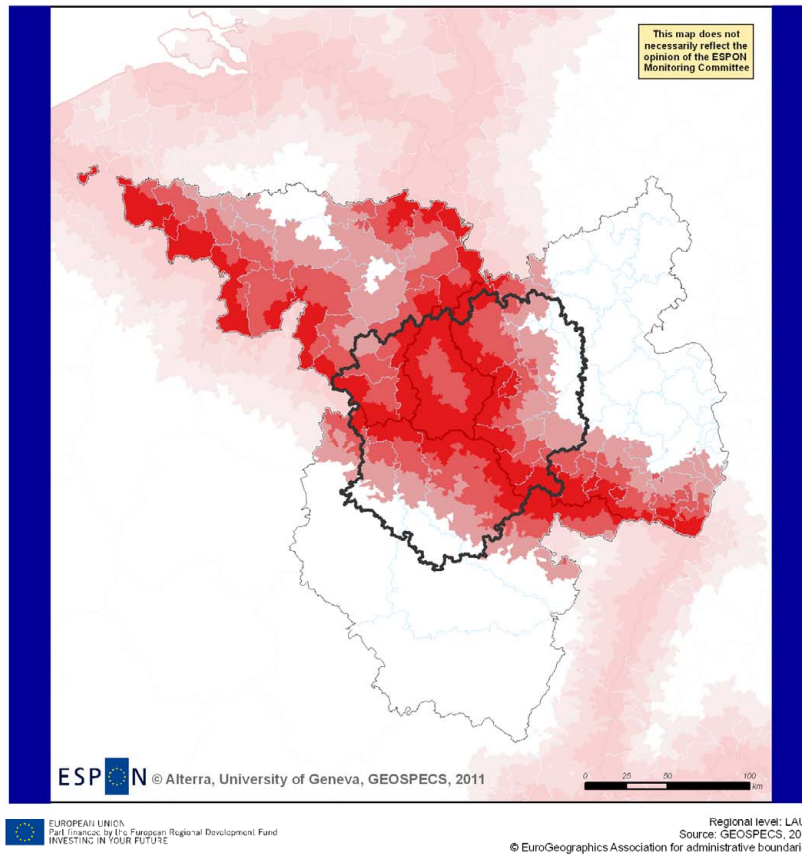 This map does not
necessarily reflect the
opinion of the ESPON
Monitoring Committee
ESPON © Alterra, University of Geneva, GEOSPECS, 2011
0 25 50 100
km
EUROPEAN UNION
Part financed by the European Regional Development Fund
INVESTING IN YOUR FUTURE
Regional level: LAU
Source: GEOSPECS, 20
© EuroGeographics Association for administrative boundari